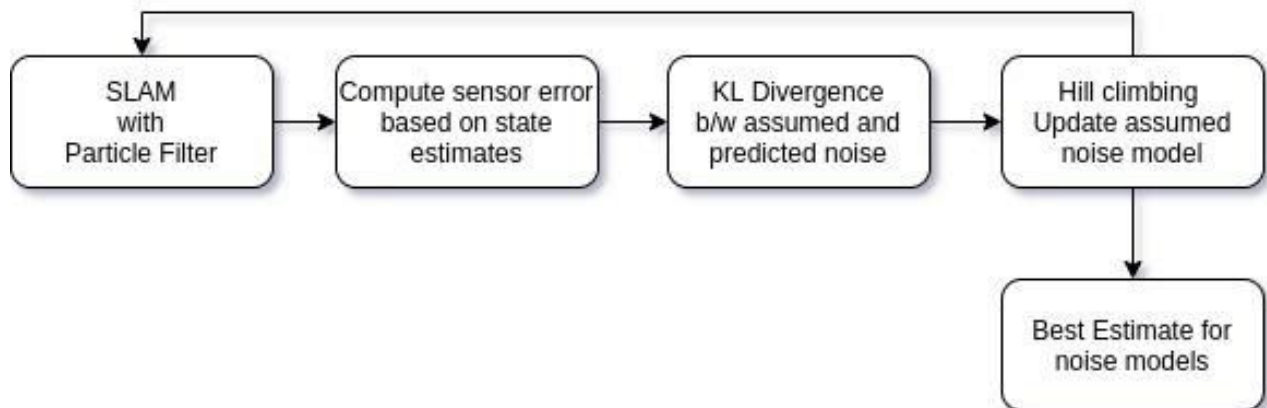 SLAM
with
Particle Filter
Compute sensor error
based on state
estimates
KL Divergence
b/w assumed and
predicted noise
Hill climbing
Update assumed
noise model
Best Estimate for
noise models